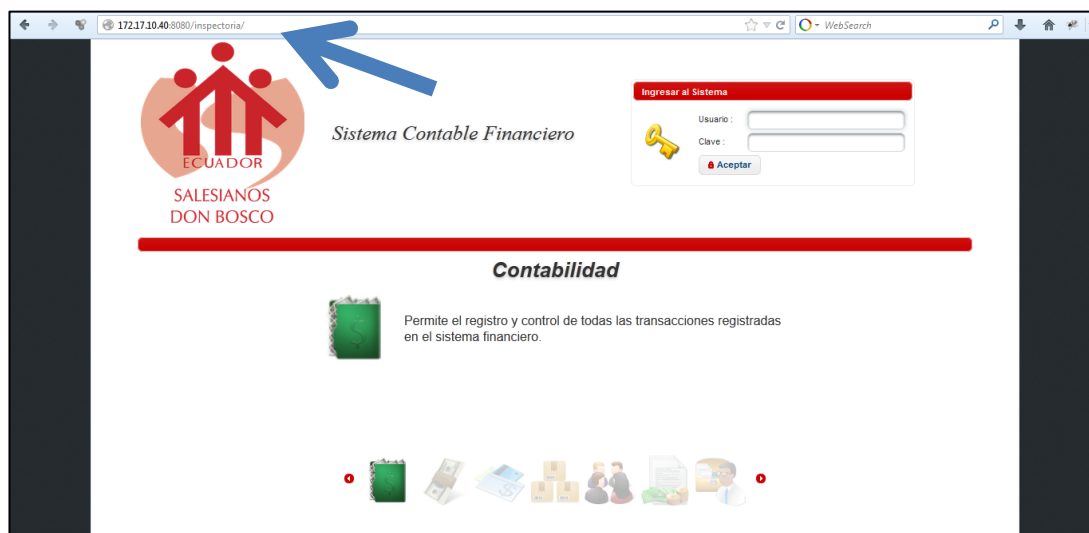 172.17.10.40:8080/inspectoria/
WebSearch
ECUADOR
SALESIANOS
DON BOSCO
Sistema Contable Financiero
Ingresar al Sistema
Usuario :
Clave :
Aceptar
Contabilidad
Permite el registro y control de todas las transacciones registradas
en el sistema financiero.